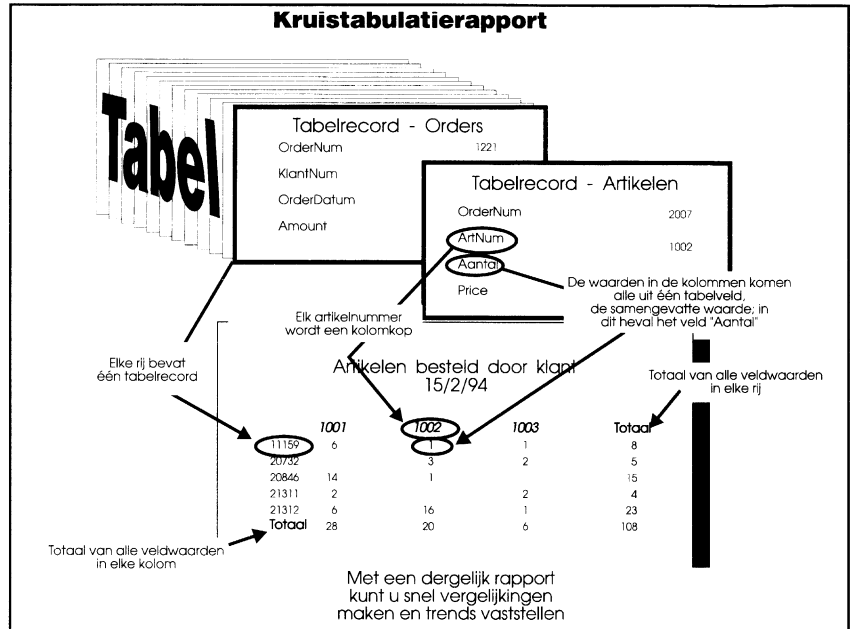 Kruistabulatierapport
Tabel
Tabelrecord - Orders
OrderNum 1221
KlantNum
OrderDatum
Amount
Tabelrecord - Artikelen
OrderNum 2007
ArtNum 1002
Aantal
Price
De waarden in de kolommen komen
alle uit één tabelveld,
de samengevatte waarde; in
dit heval het veld "Aantal"
Elk artikelnummer
wordt een kolomkop
Elke rij bevat
één tabelrecord
Totaal van alle veldwaarden
in elke rij
Artikelen besteld door klant
15/2/94
1001 1002 1003 Totaal
11159 6 1 1 8
20732 3 2 5
20846 14 1 15
21311 2 2 4
21312 6 16 1 23
Totaal 28 20 6 108
Totaal van alle veldwaarden
in elke kolom
Met een dergelijk rapport
kunt u snel vergelijkingen
maken en trends vaststellen